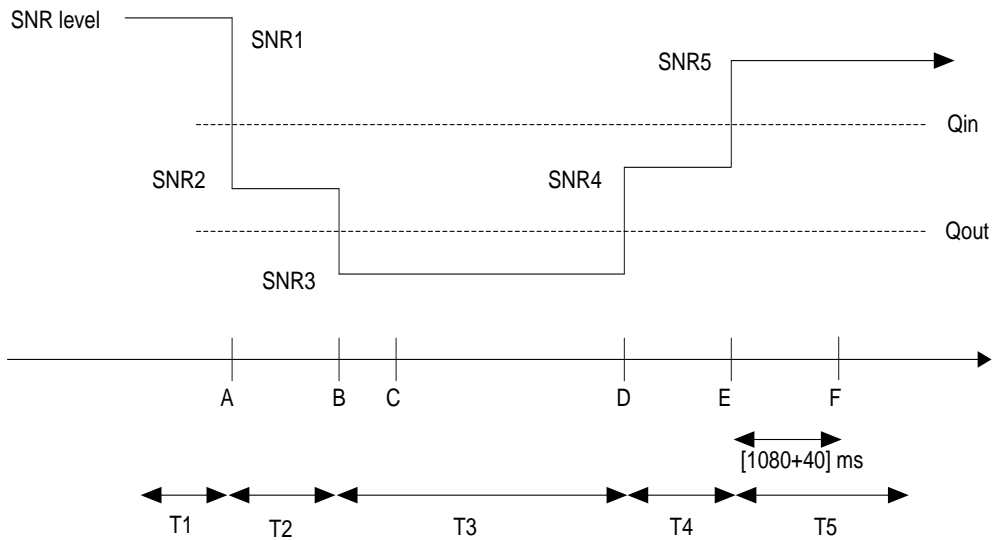 SNR level
SNR1
SNR5
Qin
SNR2
SNR4
Qout
SNR3
A B C D E F
[1080+40] ms
T1 T2 T3 T4 T5